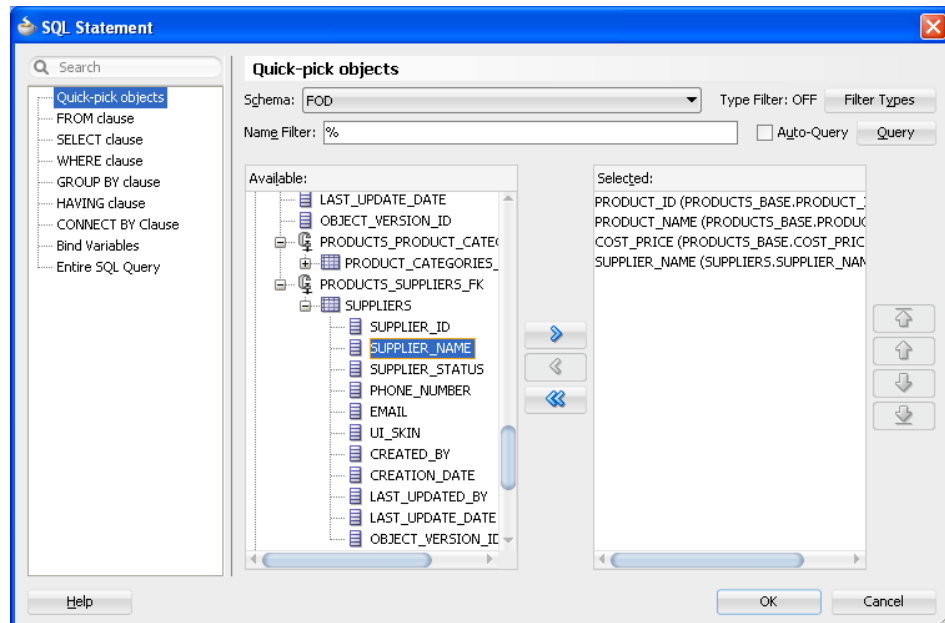 SQL Statement
Search
Quick-pick objects
FROM clause
SELECT clause
WHERE clause
GROUP BY clause
HAVING clause
CONNECT BY Clause
Bind Variables
Entire SQL Query
Quick-pick objects
Schema: FOD Type Filter: OFF Filter Types
Name Filter: % Auto-Query Query
Available:
LAST_UPDATE_DATE
OBJECT_VERSION_ID
PRODUCTS_PRODUCT_CATE
PRODUCT_CATEGORIES_
PRODUCTS_SUPPLIERS_FK
SUPPLIERS
SUPPLIER_ID
SUPPLIER_NAME
SUPPLIER_STATUS
PHONE_NUMBER
EMAIL
UI_SKIN
CREATED_BY
CREATION_DATE
LAST_UPDATED_BY
LAST_UPDATE_DATE
OBJECT_VERSION_ID
Selected:
PRODUCT_ID (PRODUCTS_BASE.PRODUCT_
PRODUCT_NAME (PRODUCTS_BASE.PRODU
COST_PRICE (PRODUCTS_BASE.COST_PRIC
SUPPLIER_NAME (SUPPLIERS.SUPPLIER_NAM
Help OK Cancel